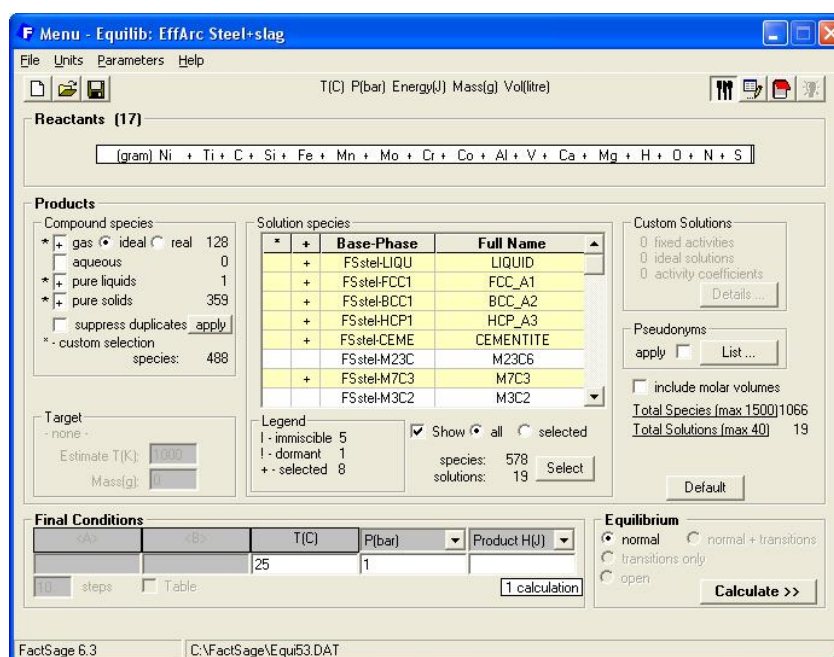 Menu - Equilib: EffArc Steel+slag
File Units Parameters Help
T(C) P(bar) Energy(J) Mass(g) Vol(litre)
Reactants (17)
(gram) Ni + Ti + C + Si + Fe + Mn + Mo + Cr + Co + Al + V + Ca + Mg + H + O + N + S
Products
Compound species
* + gas ideal real 128
aqueous 0
* + pure liquids 1
* + pure solids 359
suppress duplicates apply
* - custom selection
species: 488
Target
- none -
Estimate T(K): 1000
Mass(g): 0
Solution species
* + Base-Phase Full Name
+ FSstel-LIQU LIQUID
+ FSstel-FCC1 FCC_A1
+ FSstel-BCC1 BCC_A2
+ FSstel-HCP1 HCP_A3
+ FSstel-CEME CEMENTITE
FSstel-M23C M23C6
+ FSstel-M7C3 M7C3
FSstel-M3C2 M3C2
Legend
I - immiscible 5
! - dormant 1
+ - selected 8
Show all selected
species: 578
solutions: 19
Select
Custom Solutions
0 fixed activities
0 ideal solutions
0 activity coefficients
Details ...
Pseudonyms
apply List ...
include molar volumes
Total Species (max 1500) 1066
Total Solutions (max 40) 19
Default
Final Conditions
<A> <B> T(C) P(bar) Product H(J)
25 1
10 steps Table
1 calculation
Equilibrium
normal normal + transitions
transitions only
open
Calculate >>
FactSage 6.3 C:\FactSage\Equi53.DAT